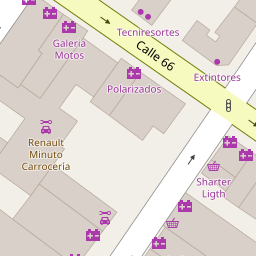 Tecniresortes
Galería
Motos
Calle 66
Extintores
Polarizados
Renault
Minuto
Carrocería
Sharter
Ligth